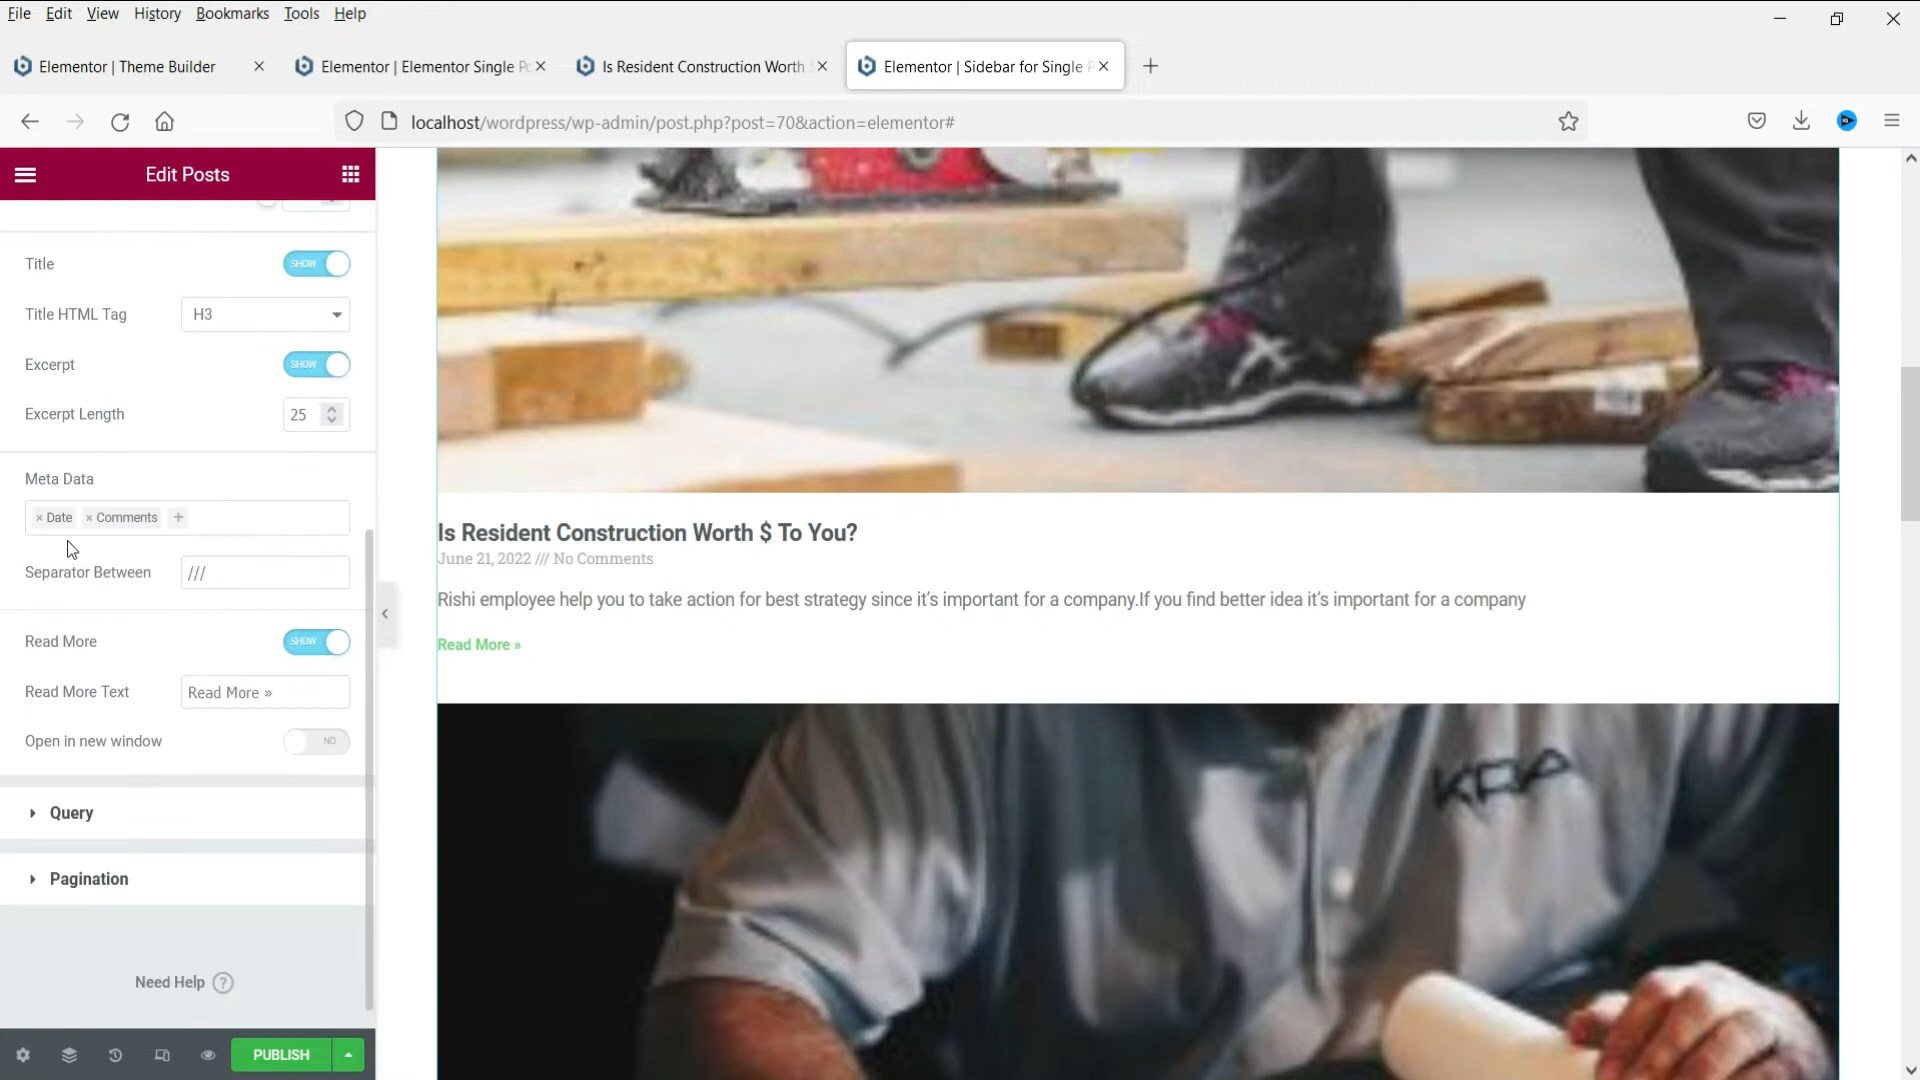 File Edit View History Bookmarks Tools Help
Elementor | Theme Builder
Elementor | Elementor Single Po
Is Resident Construction Worth $
Elementor | Sidebar for Single P
localhost/wordpress/wp-admin/post.php?post=70&action=elementor#
Edit Posts
Title SHOW
Title HTML Tag H3
Excerpt SHOW
Excerpt Length 25
Meta Data
× Date × Comments +
Separator Between ///
Read More SHOW
Read More Text Read More »
Open in new window NO
Query
Pagination
Need Help ?
PUBLISH
Is Resident Construction Worth $ To You?
June 21, 2022 /// No Comments
Rishi employee help you to take action for best strategy since it's important for a company.If you find better idea it's important for a company
Read More »